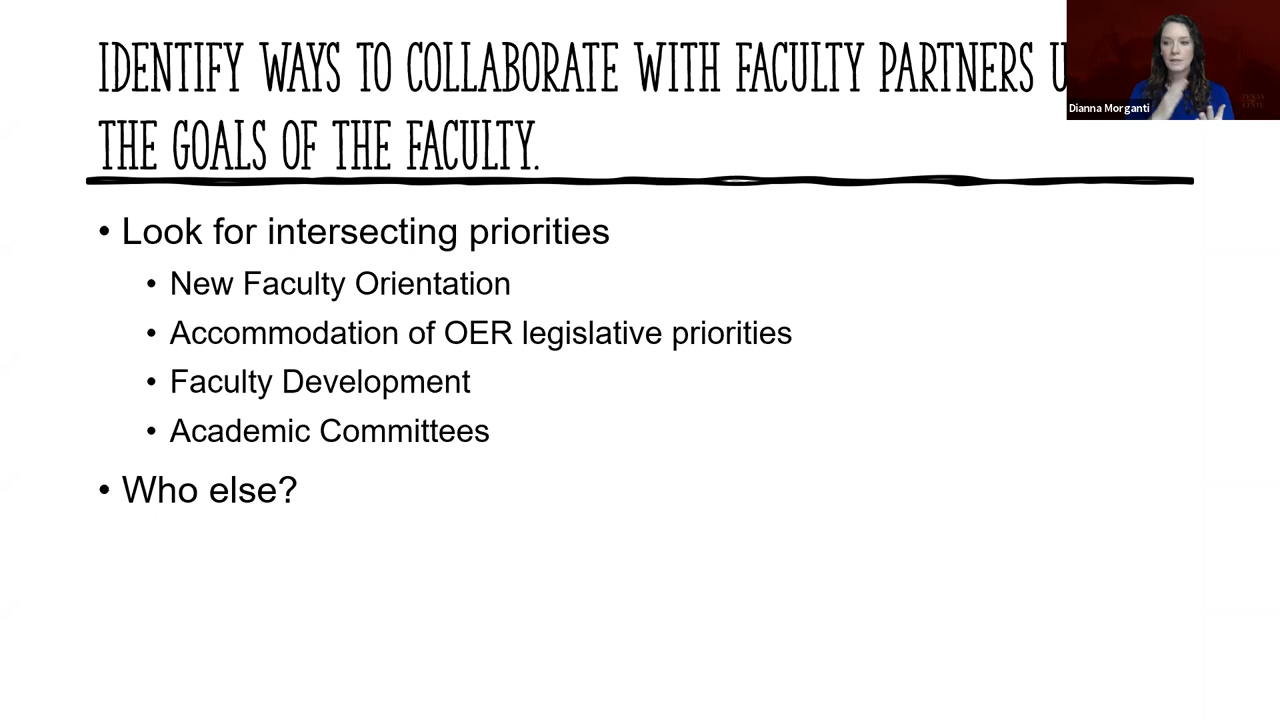 IDENTIFY WAYS TO COLLABORATE WITH FACULTY PARTNERS
THE GOALS OF THE FACULTY.
Dianna Morganti
• Look for intersecting priorities
• New Faculty Orientation
• Accommodation of OER legislative priorities
• Faculty Development
• Academic Committees
• Who else?